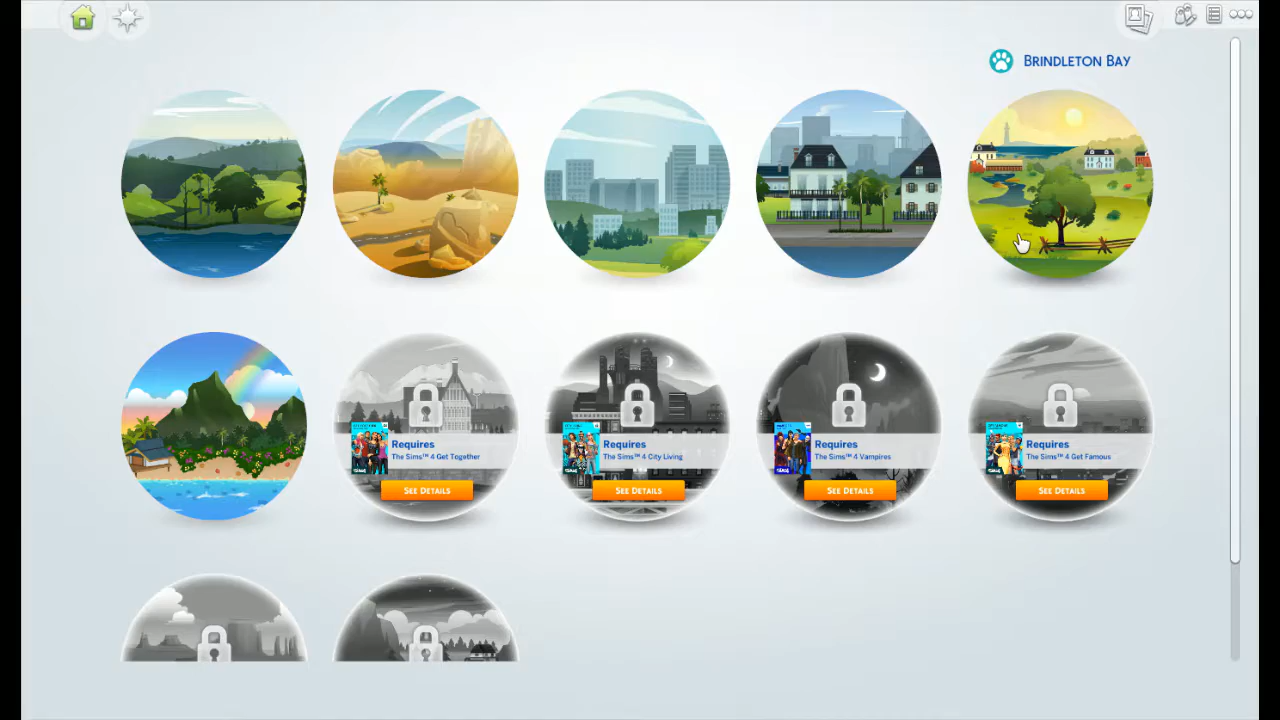 BRINDLETON BAY
Requires
The Sims™ 4 Get Together
SEE DETAILS
Requires
The Sims™ 4 City Living
SEE DETAILS
Requires
The Sims™ 4 Vampires
SEE DETAILS
Requires
The Sims™ 4 Get Famous
SEE DETAILS